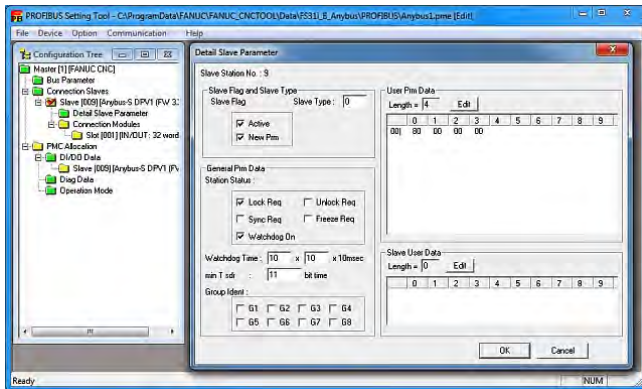 PROFIBUS Setting Tool - C:\ProgramData\FANUC\FANUC_CNCTOOL\Data\FS31i_B_Anybus\PROFIBUS\Anybus1.pme [Edit]
File Device Option Communication Help
Configuration Tree
Master [1] [FANUC CNC]
Bus Parameter
Connection Slaves
Slave [009] [Anybus-S DPV1 (FW 3.
Detail Slave Parameter
Connection Modules
Slot [001] [IN/OUT: 32 word
PMC Allocation
DI/DO Data
Slave [009] [Anybus-S DPV1 (FV
Diag Data
Operation Mode
Detail Slave Parameter
Slave Station No. : 9
Slave Flag and Slave Type
Slave Flag Slave Type : 0
Active
New Prm
General Prm Data
Station Status :
Lock Req Unlock Req
Sync Req Freeze Req
Watchdog On
Watchdog Time : 10 x 10 x 10msec
min T sdr : 11 bit time
Group Ident :
G1 G2 G3 G4
G5 G6 G7 G8
User Prm Data
Length = 4 Edit
0 1 2 3 4 5 6 7 8 9
00| 80 00 00 00
Slave User Data
Length = 0 Edit
0 1 2 3 4 5 6 7 8 9
OK Cancel
Ready NUM